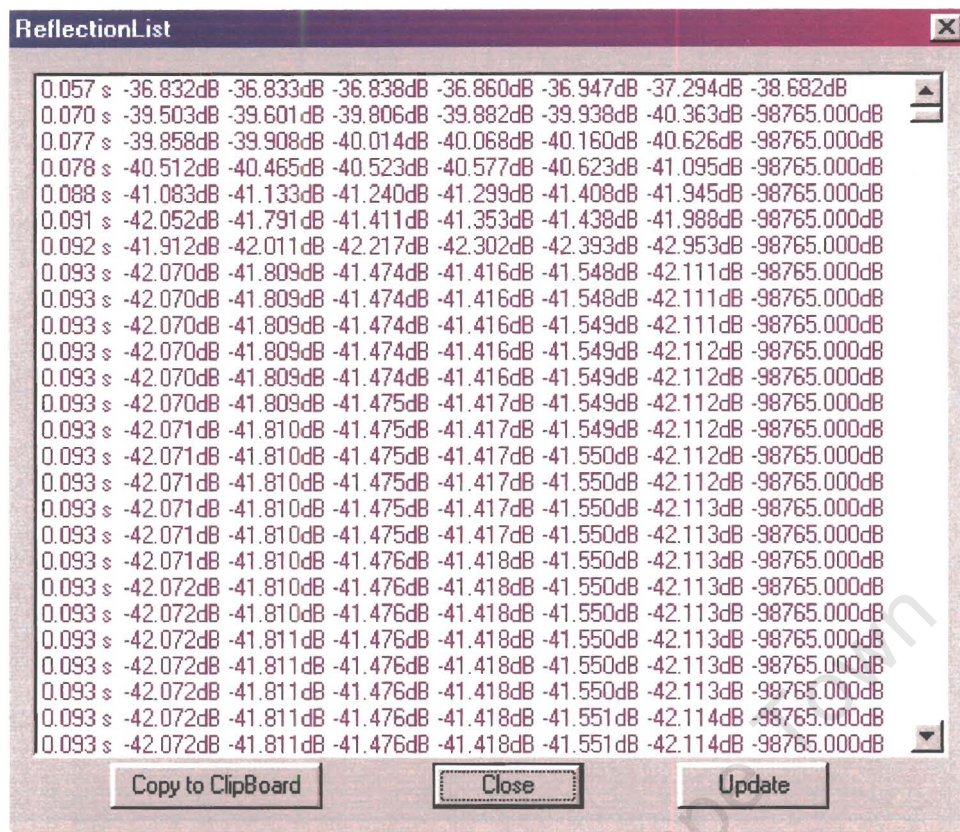 ReflectionList
0.057 s -36.832dB -36.833dB -36.838dB -36.860dB -36.947dB -37.294dB -38.682dB
0.070 s -39.503dB -39.601dB -39.806dB -39.882dB -39.938dB -40.363dB -98765.000dB
0.077 s -39.858dB -39.908dB -40.014dB -40.068dB -40.160dB -40.626dB -98765.000dB
0.078 s -40.512dB -40.465dB -40.523dB -40.577dB -40.623dB -41.095dB -98765.000dB
0.088 s -41.083dB -41.133dB -41.240dB -41.299dB -41.408dB -41.945dB -98765.000dB
0.091 s -42.052dB -41.791dB -41.411dB -41.353dB -41.438dB -41.988dB -98765.000dB
0.092 s -41.912dB -42.011dB -42.217dB -42.302dB -42.393dB -42.953dB -98765.000dB
0.093 s -42.070dB -41.809dB -41.474dB -41.416dB -41.548dB -42.111dB -98765.000dB
0.093 s -42.070dB -41.809dB -41.474dB -41.416dB -41.548dB -42.111dB -98765.000dB
0.093 s -42.070dB -41.809dB -41.474dB -41.416dB -41.549dB -42.111dB -98765.000dB
0.093 s -42.070dB -41.809dB -41.474dB -41.416dB -41.549dB -42.112dB -98765.000dB
0.093 s -42.070dB -41.809dB -41.474dB -41.416dB -41.549dB -42.112dB -98765.000dB
0.093 s -42.070dB -41.809dB -41.475dB -41.417dB -41.549dB -42.112dB -98765.000dB
0.093 s -42.071dB -41.810dB -41.475dB -41.417dB -41.549dB -42.112dB -98765.000dB
0.093 s -42.071dB -41.810dB -41.475dB -41.417dB -41.550dB -42.112dB -98765.000dB
0.093 s -42.071dB -41.810dB -41.475dB -41.417dB -41.550dB -42.112dB -98765.000dB
0.093 s -42.071dB -41.810dB -41.475dB -41.417dB -41.550dB -42.113dB -98765.000dB
0.093 s -42.071dB -41.810dB -41.475dB -41.417dB -41.550dB -42.113dB -98765.000dB
0.093 s -42.071dB -41.810dB -41.476dB -41.418dB -41.550dB -42.113dB -98765.000dB
0.093 s -42.072dB -41.810dB -41.476dB -41.418dB -41.550dB -42.113dB -98765.000dB
0.093 s -42.072dB -41.810dB -41.476dB -41.418dB -41.550dB -42.113dB -98765.000dB
0.093 s -42.072dB -41.811dB -41.476dB -41.418dB -41.550dB -42.113dB -98765.000dB
0.093 s -42.072dB -41.811dB -41.476dB -41.418dB -41.550dB -42.113dB -98765.000dB
0.093 s -42.072dB -41.811dB -41.476dB -41.418dB -41.550dB -42.113dB -98765.000dB
0.093 s -42.072dB -41.811dB -41.476dB -41.418dB -41.551dB -42.114dB -98765.000dB
0.093 s -42.072dB -41.811dB -41.476dB -41.418dB -41.551dB -42.114dB -98765.000dB
Copy to ClipBoard Close Update
Town